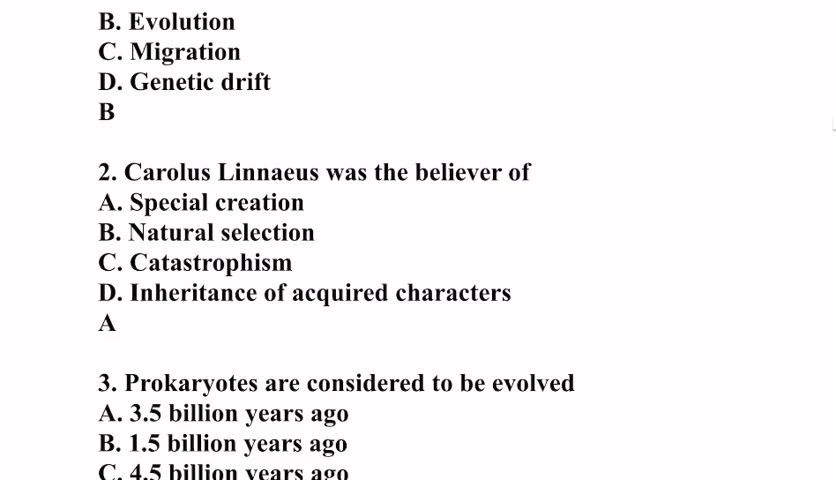 B. Evolution
C. Migration
D. Genetic drift
B
2. Carolus Linnaeus was the believer of
A. Special creation
B. Natural selection
C. Catastrophism
D. Inheritance of acquired characters
A
3. Prokaryotes are considered to be evolved
A. 3.5 billion years ago
B. 1.5 billion years ago
C. 4.5 billion years ago